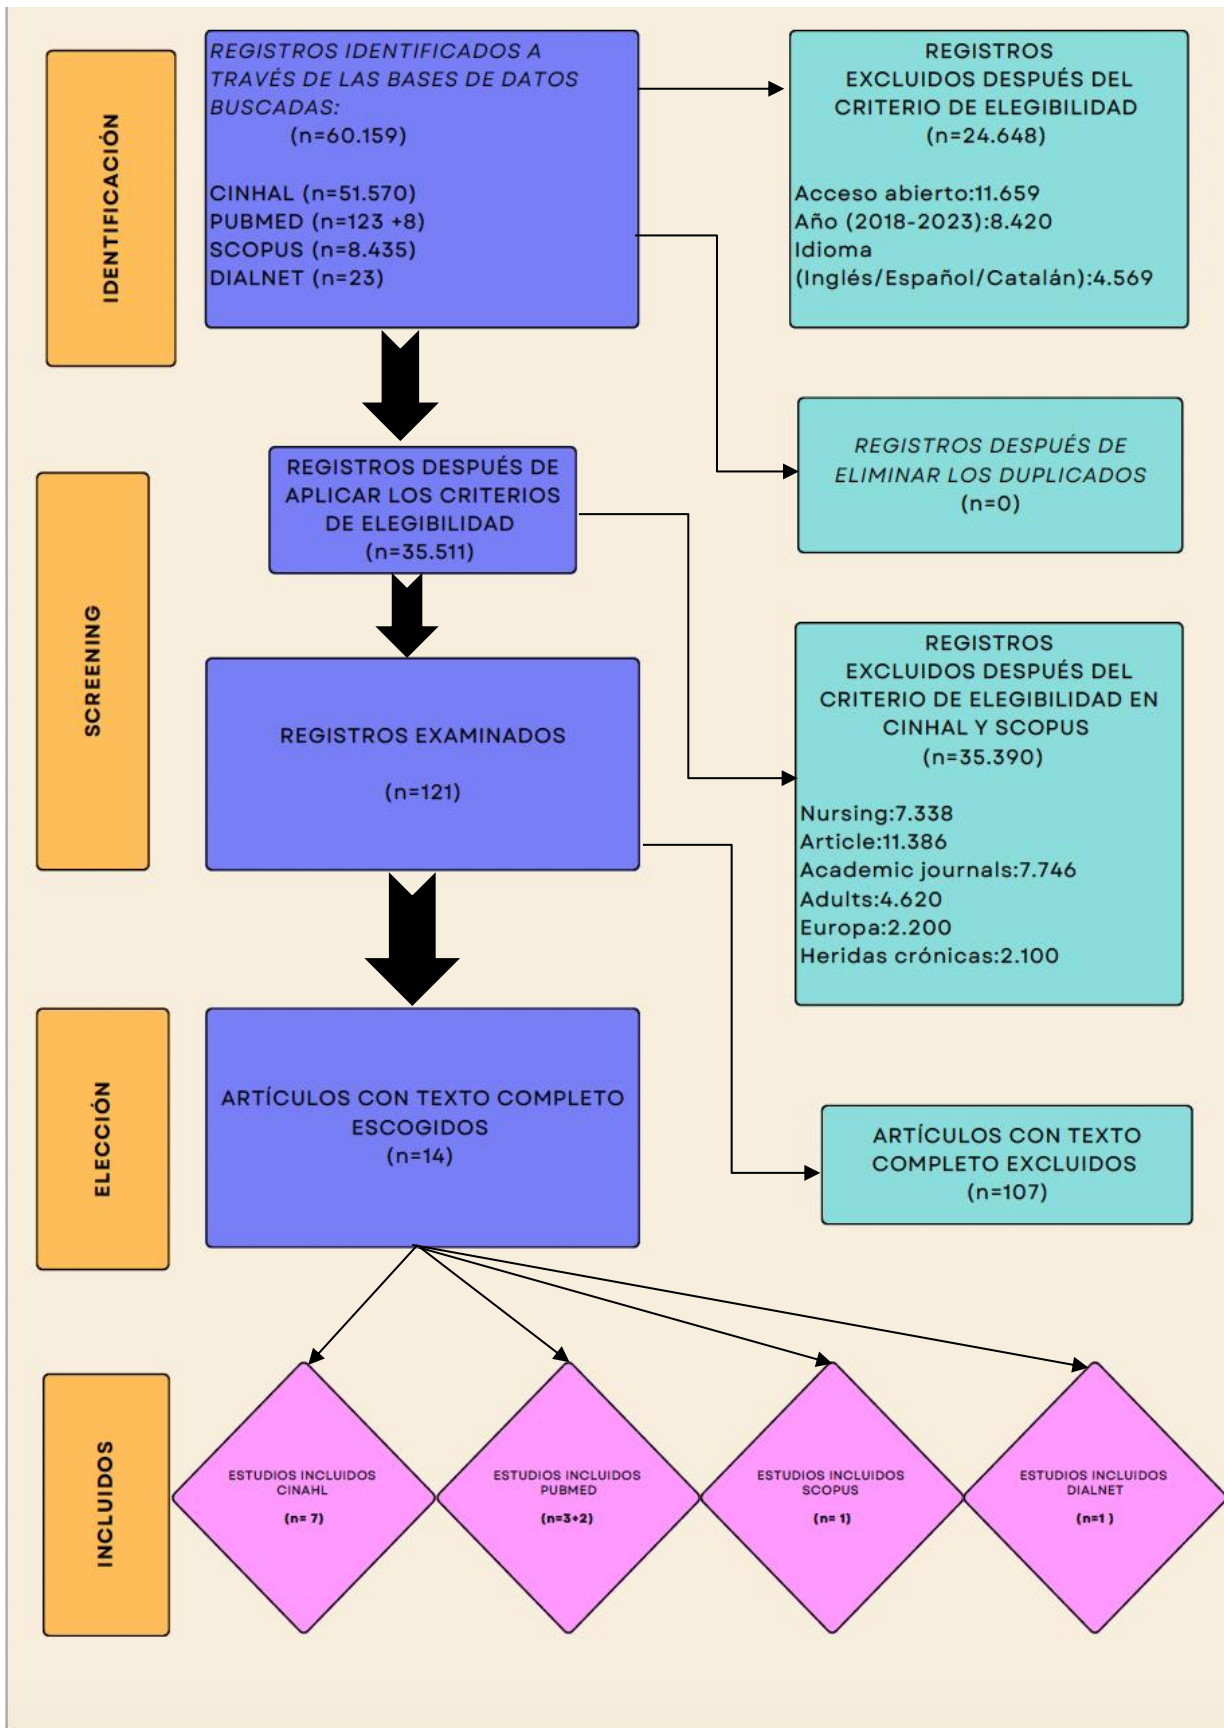 IDENTIFICACIÓN
REGISTROS IDENTIFICADOS A
TRAVÉS DE LAS BASES DE DATOS
BUSCADAS:
(n=60.159)
CINHAL (n=51.570)
PUBMED (n=123 +8)
SCOPUS (n=8.435)
DIALNET (n=23)
REGISTROS
EXCLUIDOS DESPUÉS DEL
CRITERIO DE ELEGIBILIDAD
(n=24.648)
Acceso abierto:11.659
Año (2018-2023):8.420
Idioma
(Inglés/Español/Catalán):4.569
REGISTROS DESPUÉS DE
ELIMINAR LOS DUPLICADOS
(n=0)
SCREENING
REGISTROS DESPUÉS DE
APLICAR LOS CRITERIOS
DE ELEGIBILIDAD
(n=35.511)
REGISTROS EXAMINADOS
(n=121)
REGISTROS
EXCLUIDOS DESPUÉS DEL
CRITERIO DE ELEGIBILIDAD EN
CINHAL Y SCOPUS
(n=35.390)
Nursing:7.338
Article:11.386
Academic journals:7.746
Adults:4.620
Europa:2.200
Heridas crónicas:2.100
ELECCIÓN
ARTÍCULOS CON TEXTO COMPLETO
ESCOGIDOS
(n=14)
ARTÍCULOS CON TEXTO
COMPLETO EXCLUIDOS
(n=107)
INCLUIDOS
ESTUDIOS INCLUIDOS
CINAHL
(n= 7)
ESTUDIOS INCLUIDOS
PUBMED
(n=3+2)
ESTUDIOS INCLUIDOS
SCOPUS
(n= 1)
ESTUDIOS INCLUIDOS
DIALNET
(n=1 )